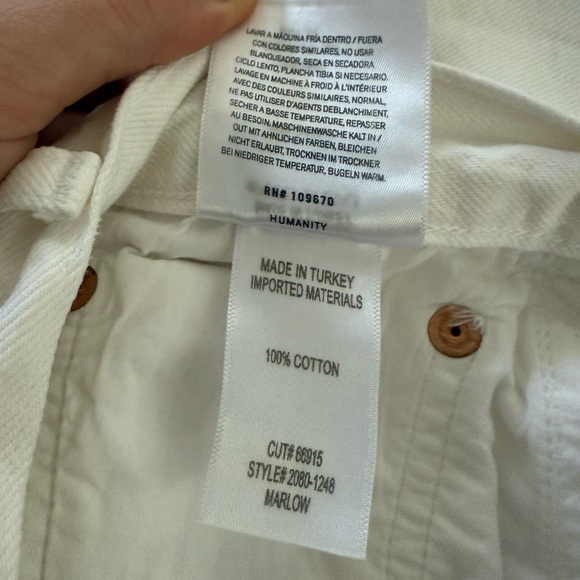 LAVAR A MÁQUINA FRÍA DENTRO / FUERA
CON COLORES SIMILARES, NO USAR
BLANQUEADOR, SECA EN SECADORA
CICLO LENTO, PLANCHA TIBIA SI NECESARIO.
LAVAGE EN MACHINE À FROID À L'INTÉRIEUR
AVEC DES COULEURS SIMILAIRES, NORMAL,
NE PAS UTILISER D'AGENTS DEBLANCHIMENT,
SECHER A BASSE TEMPERATURE, REPASSER
AU BESOIN. MASCHINENWASCHE KALT IN /
OUT MIT AHNLICHEN FARBEN, BLEICHEN
NICHT ERLAUBT, TROCKNEN IM TROCKNER
BEI NIEDRIGER TEMPERATUR, BUGELN WARM.
RN# 109670
HUMANITY
MADE IN TURKEY
IMPORTED MATERIALS
100% COTTON
CUT# 66915
STYLE# 2080-1248
MARLOW